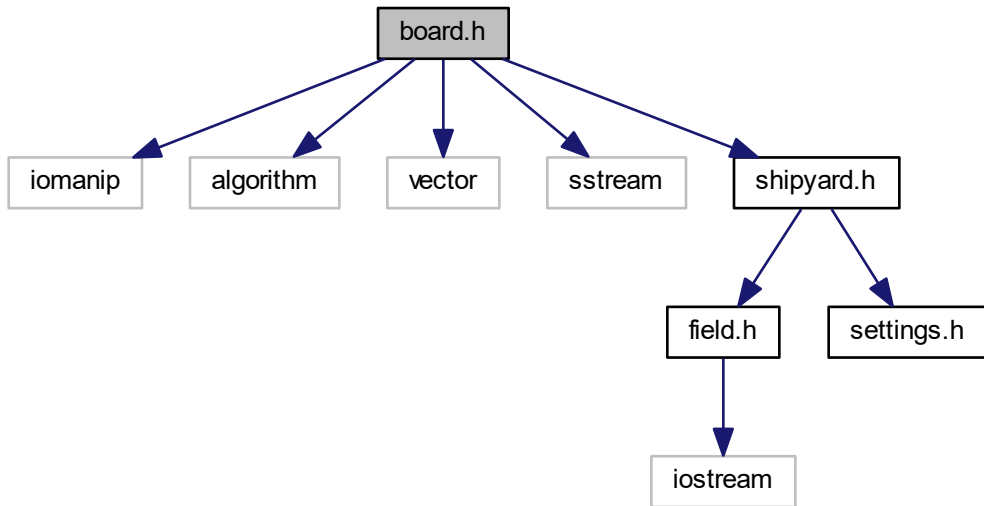 board.h
iomanip
algorithm
vector
sstream
shipyard.h
field.h
settings.h
iostream